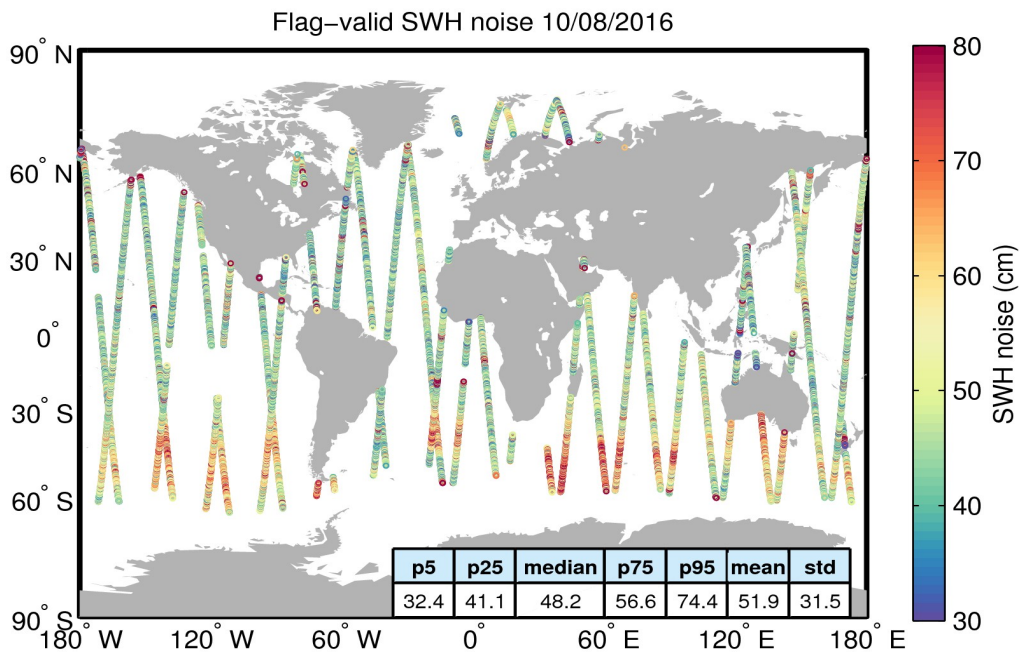 Flag−valid SWH noise 10/08/2016
90° N
60° N
30° N
0°
30° S
60° S
90° S
180° W
120° W
60° W
0°
60° E
120° E
180° E
p5 p25 median p75 p95 mean std
32.4 41.1 48.2 56.6 74.4 51.9 31.5
80
70
60
50
40
30
SWH noise (cm)